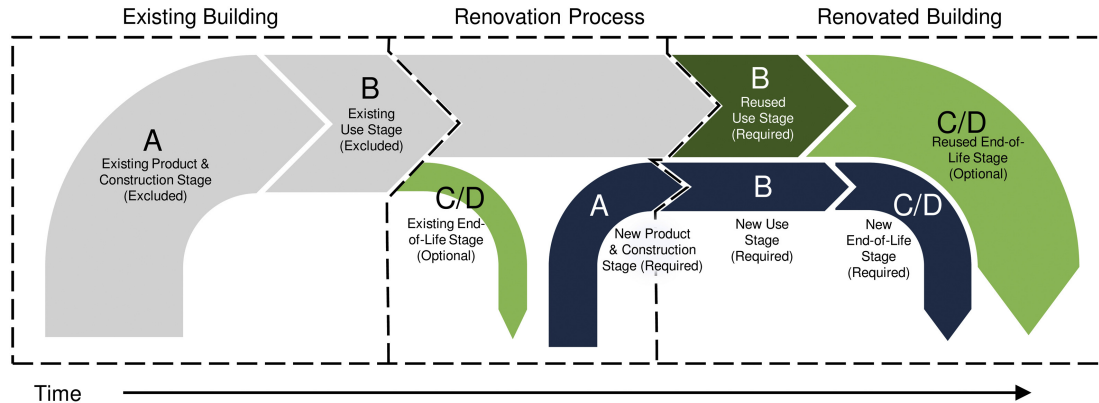 Existing Building
Renovation Process
Renovated Building
A
Existing Product &
Construction Stage
(Excluded)
B
Existing
Use Stage
(Excluded)
B
Reused
Use Stage
(Required)
C/D
Reused End-of-
Life Stage
(Optional)
C/D
Existing End-
of-Life Stage
(Optional)
A
New Product
& Construction
Stage (Required)
B
New Use
Stage
(Required)
C/D
New
End-of-Life
Stage
(Required)
Time